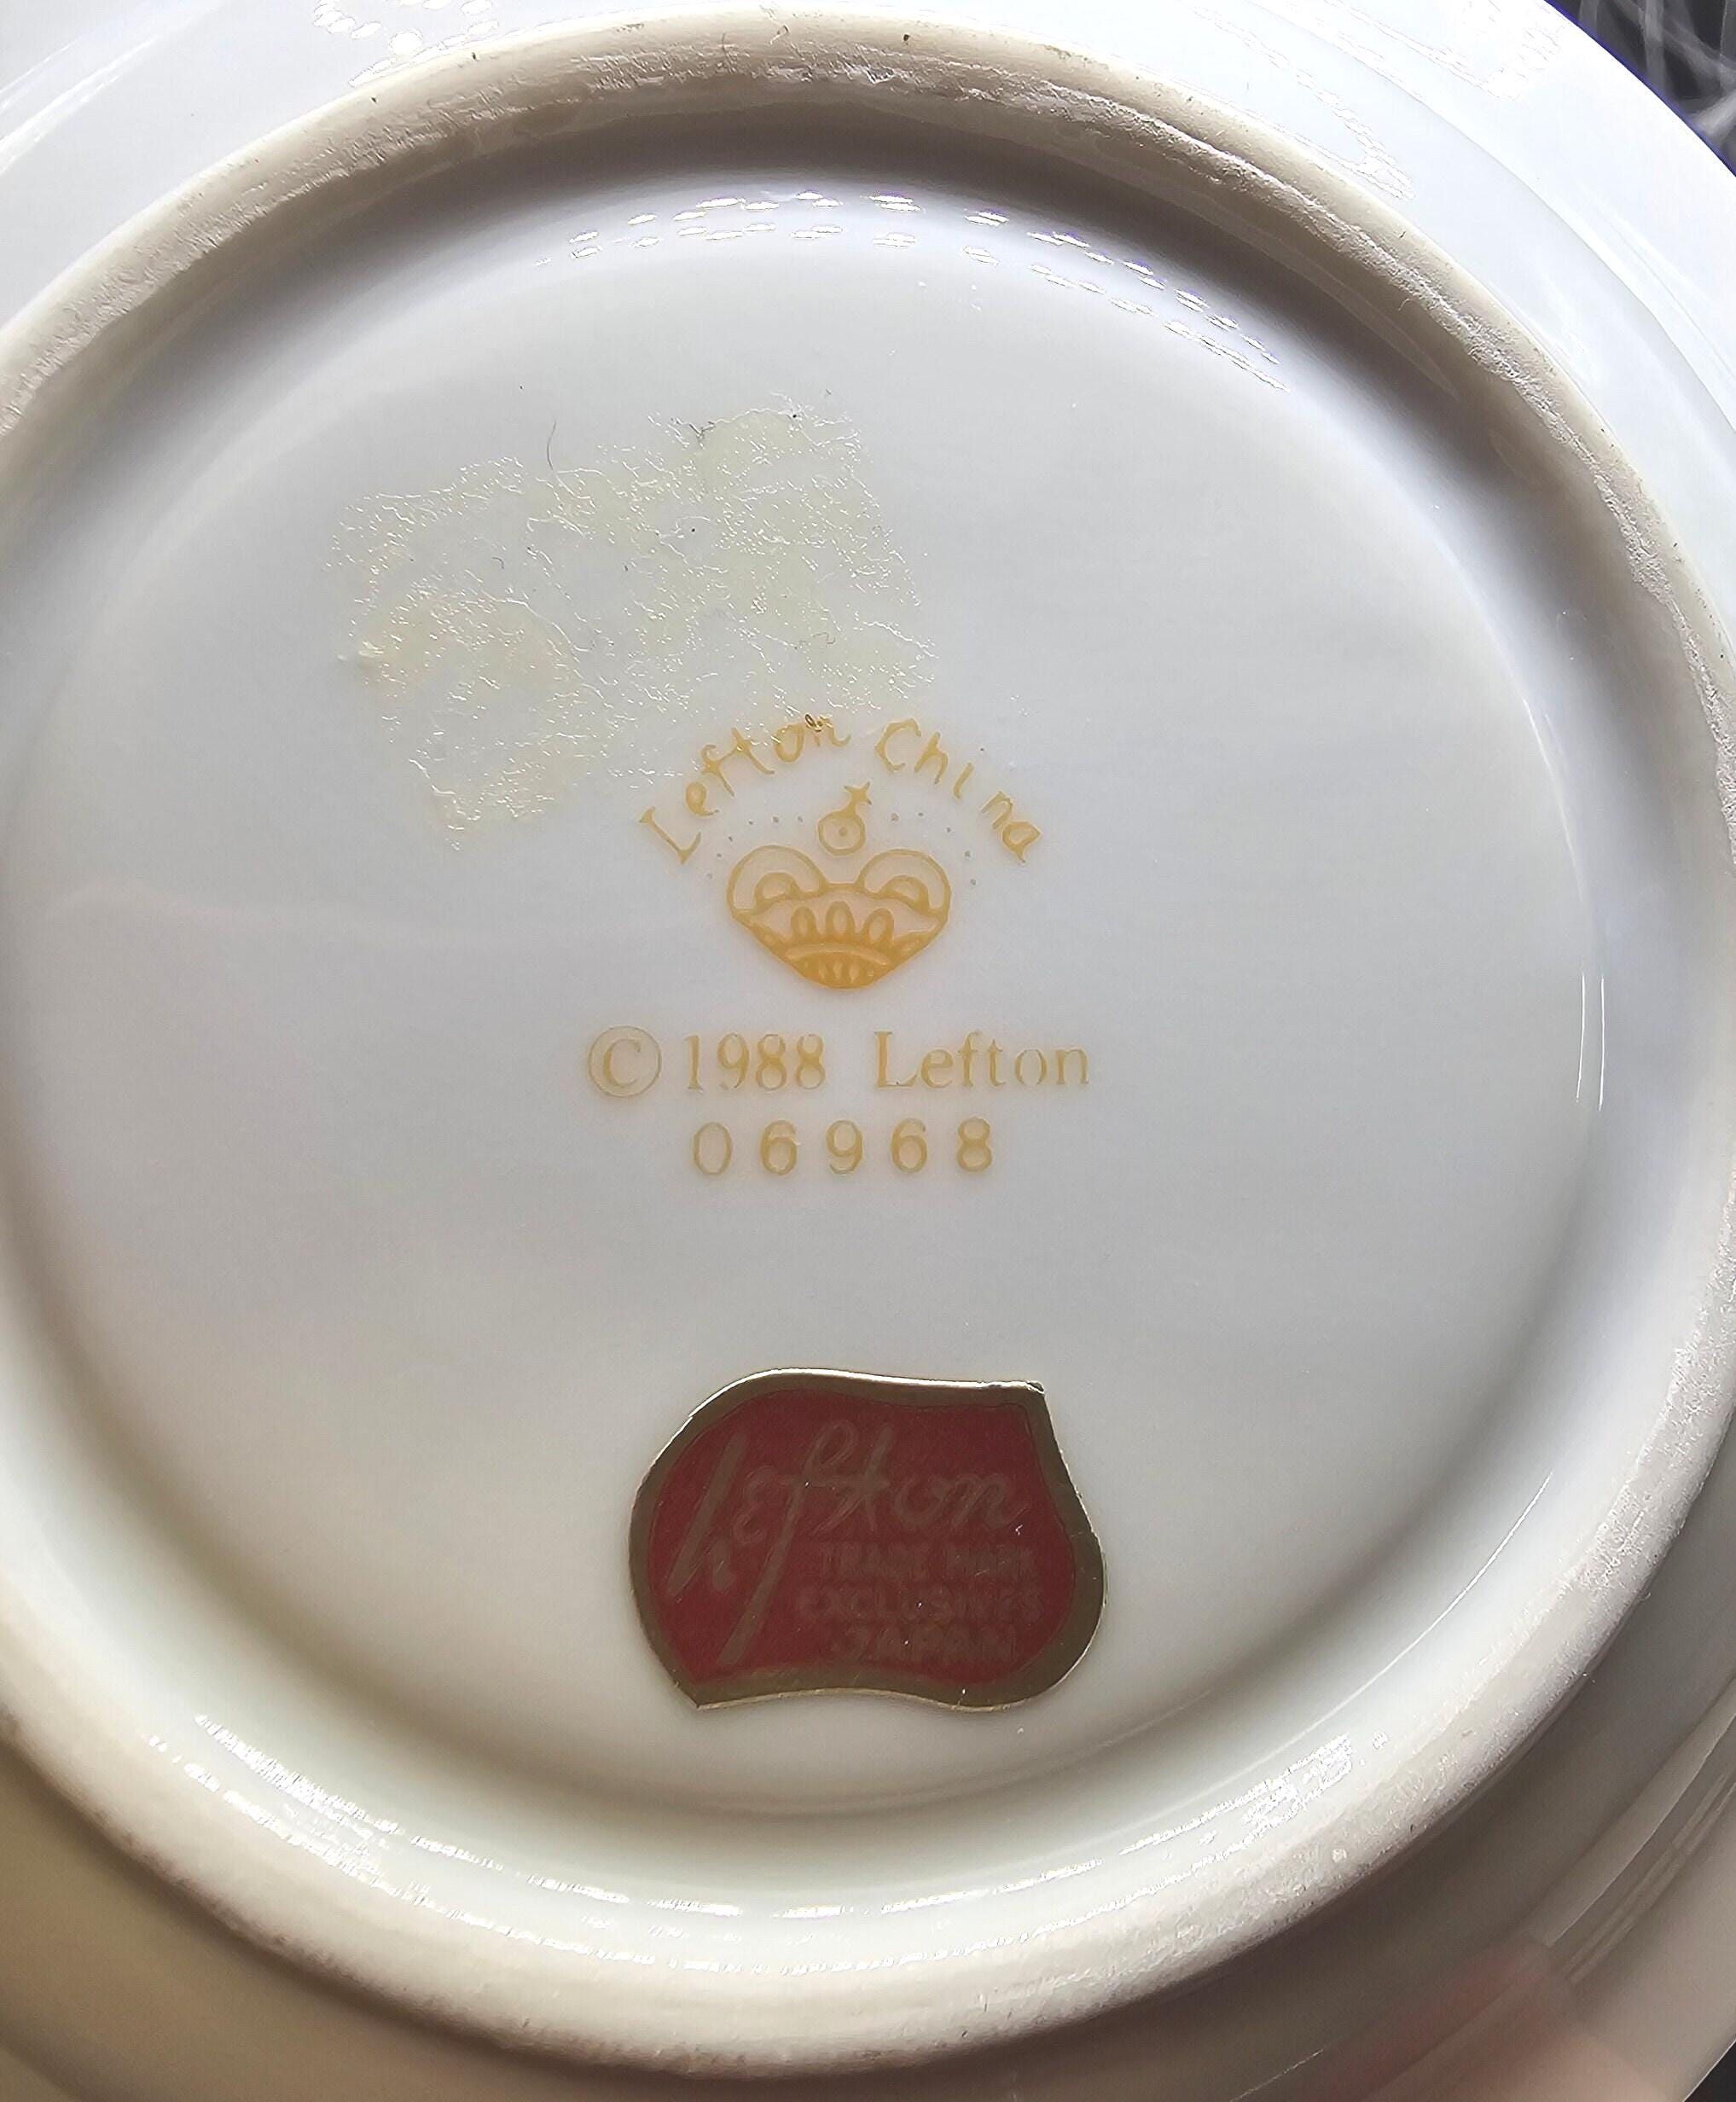 Lefton China
© 1988 Lefton
06968
Lefton
TRADE MARK
EXCLUSIVES
JAPAN